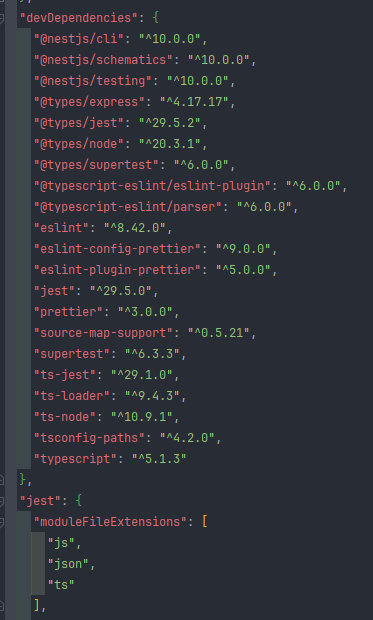 "devDependencies": {
"@nestjs/cli": "^10.0.0",
"@nestjs/schematics": "^10.0.0",
"@nestjs/testing": "^10.0.0",
"@types/express": "^4.17.17",
"@types/jest": "^29.5.2",
"@types/node": "^20.3.1",
"@types/supertest": "^6.0.0",
"@typescript-eslint/eslint-plugin": "^6.0.0",
"@typescript-eslint/parser": "^6.0.0",
"eslint": "^8.42.0",
"eslint-config-prettier": "^9.0.0",
"eslint-plugin-prettier": "^5.0.0",
"jest": "^29.5.0",
"prettier": "^3.0.0",
"source-map-support": "^0.5.21",
"supertest": "^6.3.3",
"ts-jest": "^29.1.0",
"ts-loader": "^9.4.3",
"ts-node": "^10.9.1",
"tsconfig-paths": "^4.2.0",
"typescript": "^5.1.3"
},
"jest": {
"moduleFileExtensions": [
"js",
"json",
"ts"
],